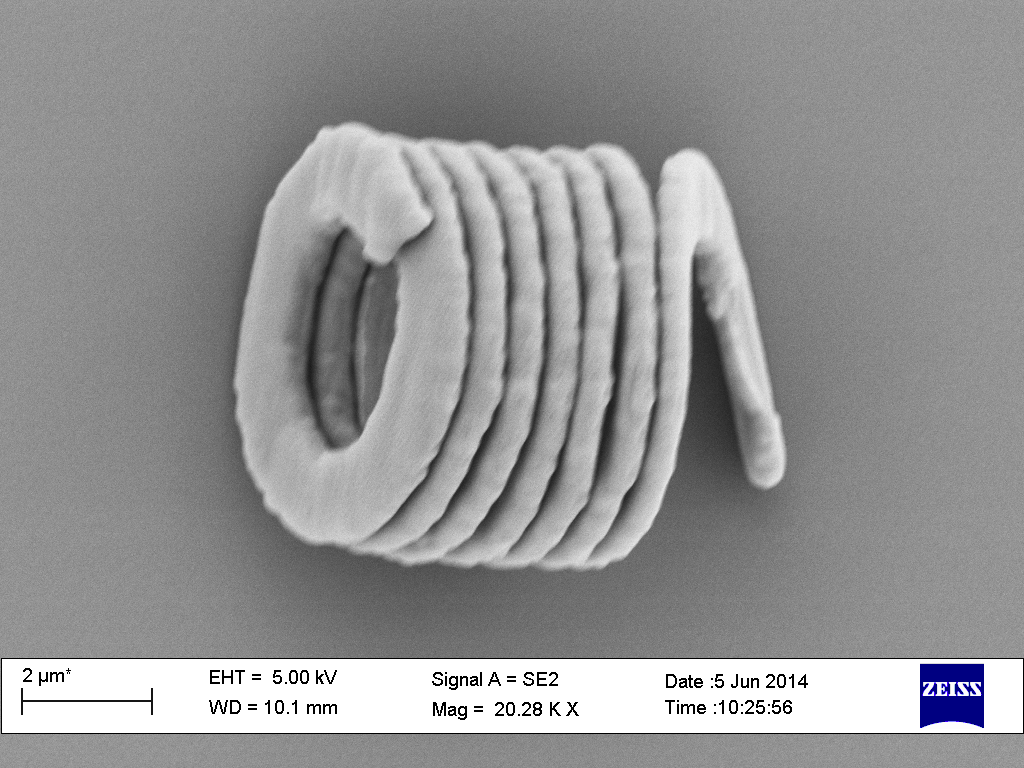 2 µm*
EHT = 5.00 kV
WD = 10.1 mm
Signal A = SE2
Mag = 20.28 K X
Date :5 Jun 2014
Time :10:25:56
ZEISS